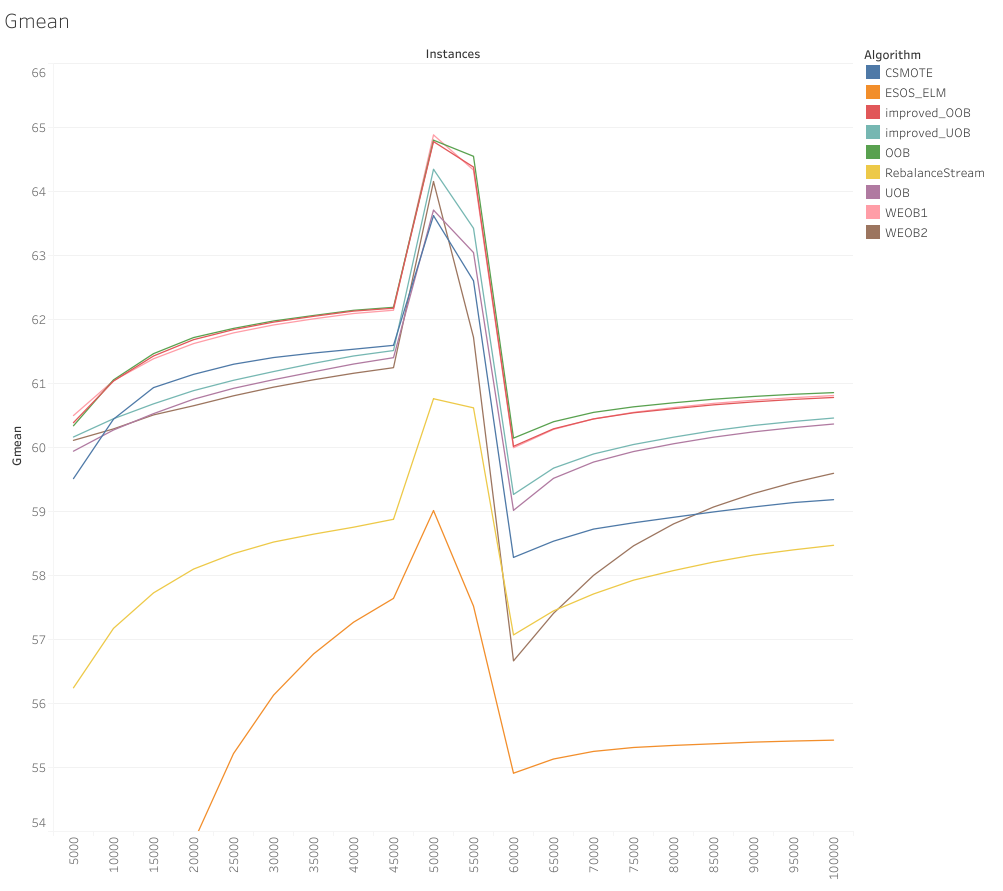 Gmean
Instances
Algorithm
CSMOTE
ESOS_ELM
improved_OOB
improved_UOB
OOB
RebalanceStream
UOB
WEOB1
WEOB2
Gmean
66
65
64
63
62
61
60
59
58
57
56
55
54
5000
10000
15000
20000
25000
30000
35000
40000
45000
50000
55000
60000
65000
70000
75000
80000
85000
90000
95000
100000